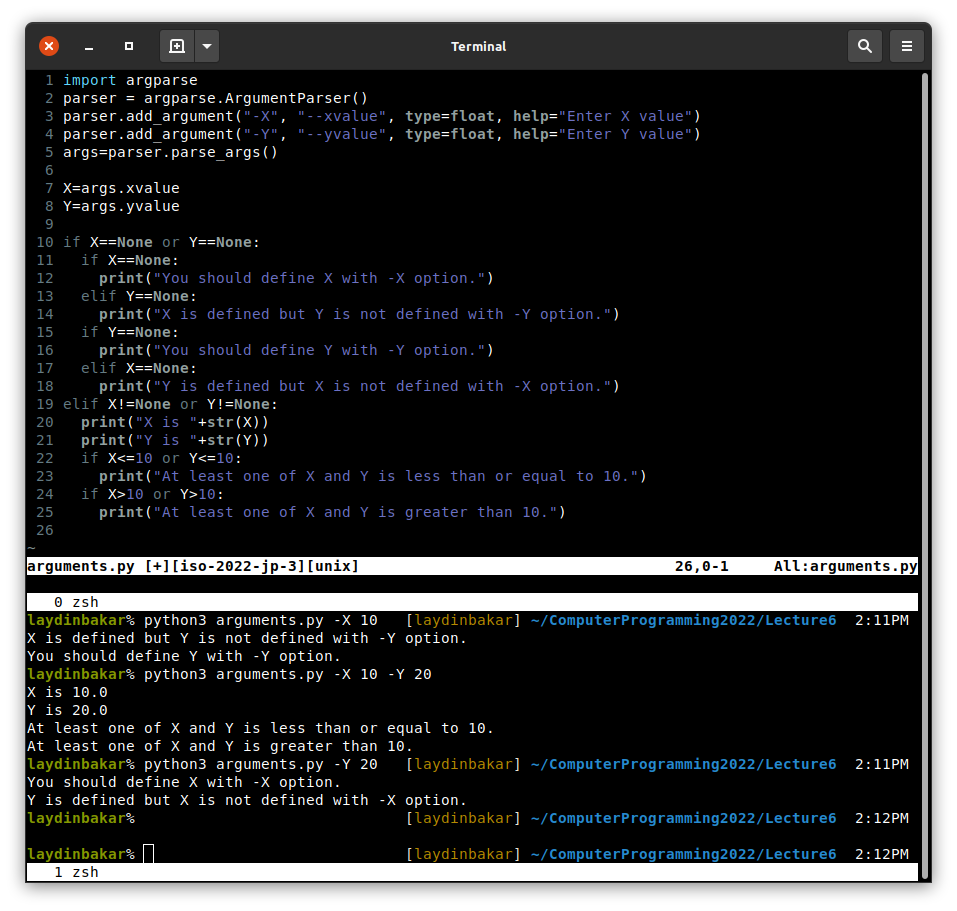 Terminal
1 import argparse
2 parser = argparse.ArgumentParser()
3 parser.add_argument("-X", "--xvalue", type=float, help="Enter X value")
4 parser.add_argument("-Y", "--yvalue", type=float, help="Enter Y value")
5 args=parser.parse_args()
6
7 X=args.xvalue
8 Y=args.yvalue
9
10 if X==None or Y==None:
11   if X==None:
12     print("You should define X with -X option.")
13   elif Y==None:
14     print("X is defined but Y is not defined with -Y option.")
15   if Y==None:
16     print("You should define Y with -Y option.")
17   elif X==None:
18     print("Y is defined but X is not defined with -X option.")
19 elif X!=None or Y!=None:
20   print("X is "+str(X))
21   print("Y is "+str(Y))
22   if X<=10 or Y<=10:
23     print("At least one of X and Y is less than or equal to 10.")
24   if X>10 or Y>10:
25     print("At least one of X and Y is greater than 10.")
26
~
arguments.py [+][iso-2022-jp-3][unix] 26,0-1 All:arguments.py
0 zsh
laydinbakar% python3 arguments.py -X 10 [laydinbakar] ~/ComputerProgramming2022/Lecture6 2:11PM
X is defined but Y is not defined with -Y option.
You should define Y with -Y option.
laydinbakar% python3 arguments.py -X 10 -Y 20
X is 10.0
Y is 20.0
At least one of X and Y is less than or equal to 10.
At least one of X and Y is greater than 10.
laydinbakar% python3 arguments.py -Y 20 [laydinbakar] ~/ComputerProgramming2022/Lecture6 2:11PM
You should define X with -X option.
Y is defined but X is not defined with -X option.
laydinbakar% [laydinbakar] ~/ComputerProgramming2022/Lecture6 2:12PM
laydinbakar% [laydinbakar] ~/ComputerProgramming2022/Lecture6 2:12PM
1 zsh